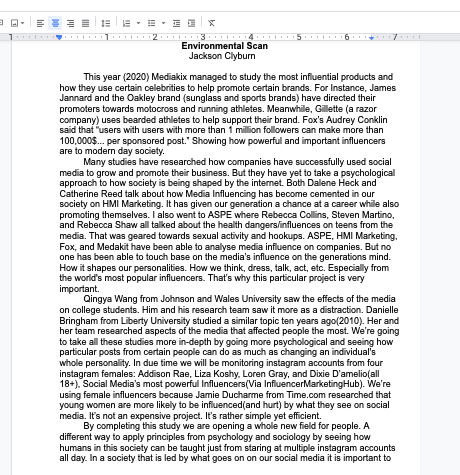 1 1 2 3 4 5 6 7
Environmental Scan
Jackson Clyburn
This year (2020) Mediakix managed to study the most influential products and
how they use certain celebrities to help promote certain brands. For Instance, James
Jannard and the Oakley brand (sunglass and sports brands) have directed their
promoters towards motocross and running athletes. Meanwhile, Gillette (a razor
company) uses bearded athletes to help support their brand. Fox's Audrey Conklin
said that "users with users with more than 1 million followers can make more than
100,000$... per sponsored post." Showing how powerful and important influencers
are to modern day society.
Many studies have researched how companies have successfully used social
media to grow and promote their business. But they have yet to take a psychological
approach to how society is being shaped by the internet. Both Dalene Heck and
Catherine Reed talk about how Media Influencing has become cemented in our
society on HMI Marketing. It has given our generation a chance at a career while also
promoting themselves. I also went to ASPE where Rebecca Collins, Steven Martino,
and Rebecca Shaw all talked about the health dangers/influences on teens from the
media. That was geared towards sexual activity and hookups. ASPE, HMI Marketing,
Fox, and Medakit have been able to analyse media influence on companies. But no
one has been able to touch base on the media's influence on the generations mind.
How it shapes our personalities. How we think, dress, talk, act, etc. Especially from
the world's most popular influencers. That's why this particular project is very
important.
Qingya Wang from Johnson and Wales University saw the effects of the media
on college students. Him and his research team saw it more as a distraction. Danielle
Bringham from Liberty University studied a similar topic ten years ago(2010). Her and
her team researched aspects of the media that affected people the most. We're going
to take all these studies more in-depth by going more psychological and seeing how
particular posts from certain people can do as much as changing an individual's
whole personality. In due time we will be monitoring instagram accounts from four
instagram females: Addison Rae, Liza Koshy, Loren Gray, and Dixie D'amelio(all
18+), Social Media's most powerful Influencers(Via InfluencerMarketingHub). We're
using female influencers because Jamie Ducharme from Time.com researched that
young women are more likely to be influenced(and hurt) by what they see on social
media. It's not an expensive project. It's rather simple yet efficient.
By completing this study we are opening a whole new field for people. A
different way to apply principles from psychology and sociology by seeing how
humans in this society can be taught just from staring at multiple instagram accounts
all day. In a society that is led by what goes on on our social media it is important to